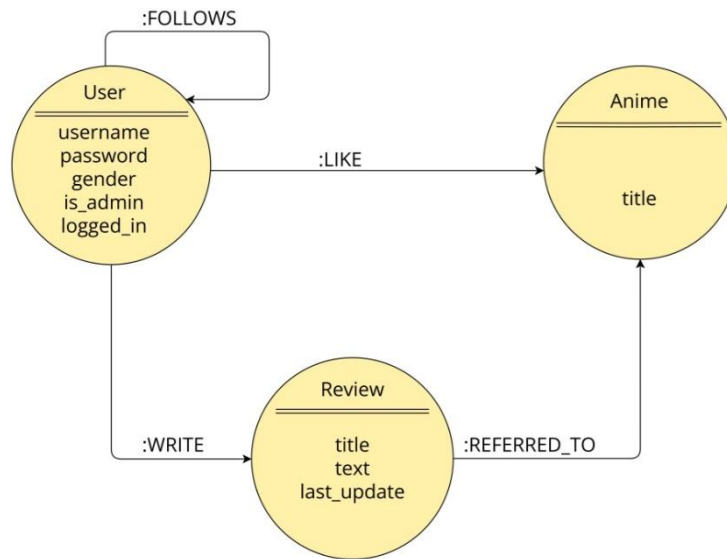 :FOLLOWS
User
username
password
gender
is_admin
logged_in
:LIKE
Anime
title
:WRITE
Review
title
text
last_update
:REFERRED_TO